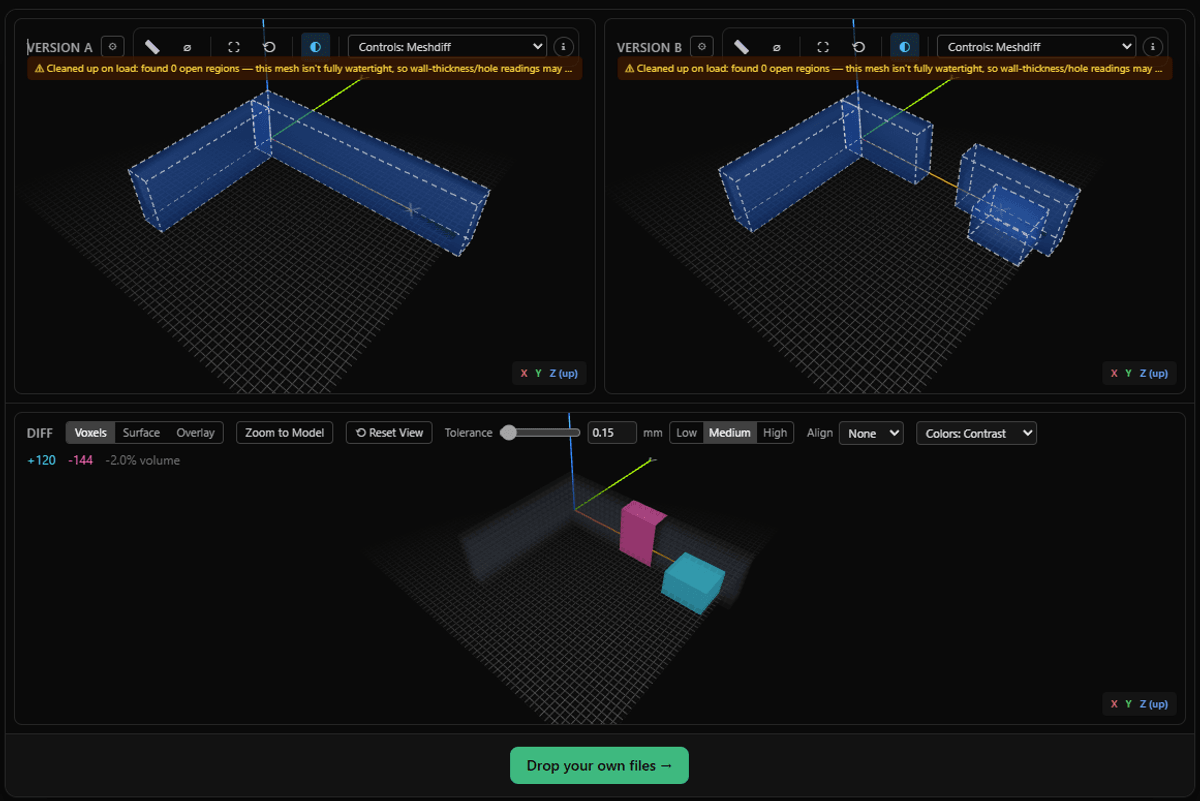 VERSION A
Controls: Meshdiff
⚠ Cleaned up on load: found 0 open regions — this mesh isn't fully watertight, so wall-thickness/hole readings may ...
X Y Z (up)
VERSION B
Controls: Meshdiff
⚠ Cleaned up on load: found 0 open regions — this mesh isn't fully watertight, so wall-thickness/hole readings may ...
X Y Z (up)
DIFF Voxels Surface Overlay Zoom to Model Reset View Tolerance 0.15 mm Low Medium High Align None Colors: Contrast
+120 -144 -2.0% volume
X Y Z (up)
Drop your own files →